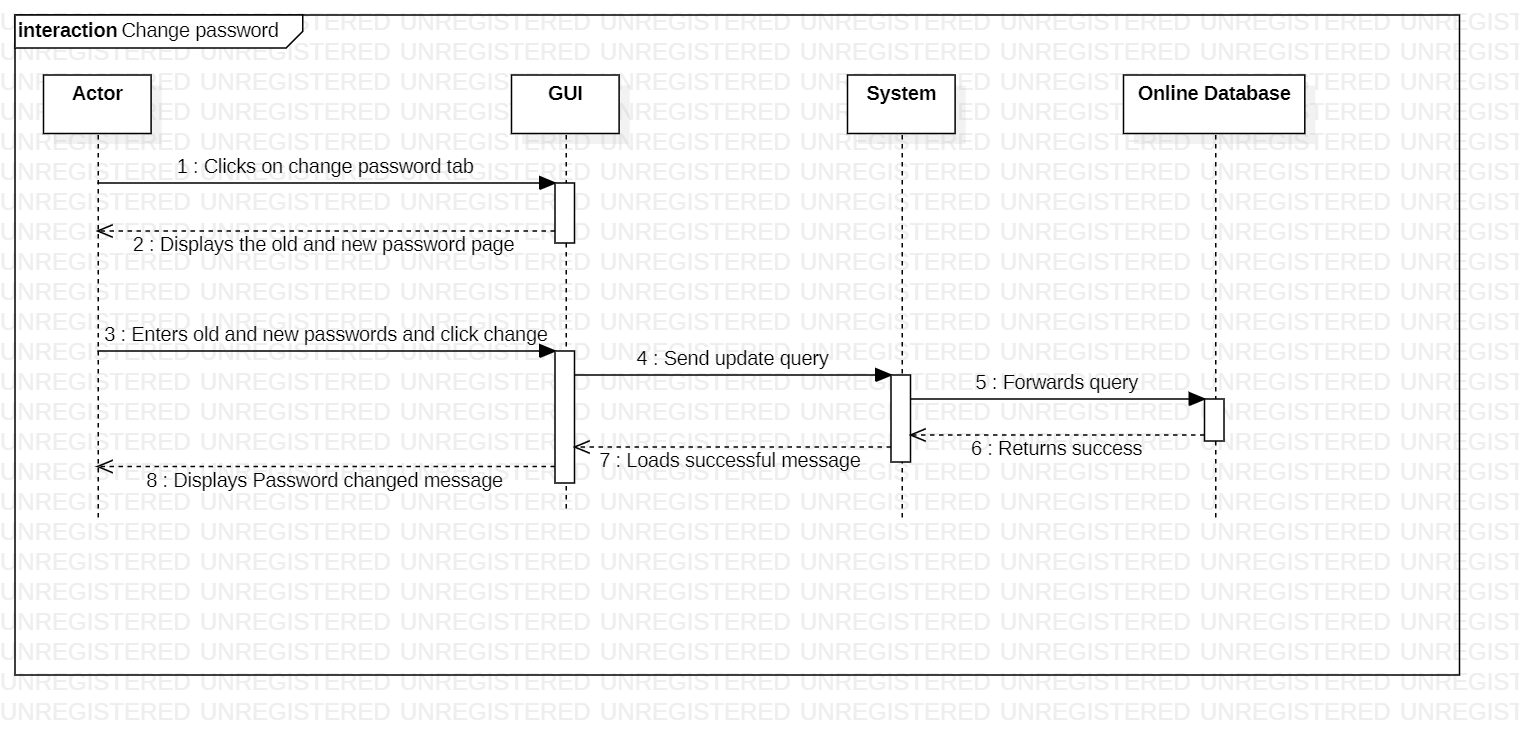 interaction Change password
Actor
GUI
System
Online Database
1 : Clicks on change password tab
2 : Displays the old and new password page
3 : Enters old and new passwords and click change
4 : Send update query
5 : Forwards query
6 : Returns success
7 : Loads successful message
8 : Displays Password changed message
UNREGISTERED